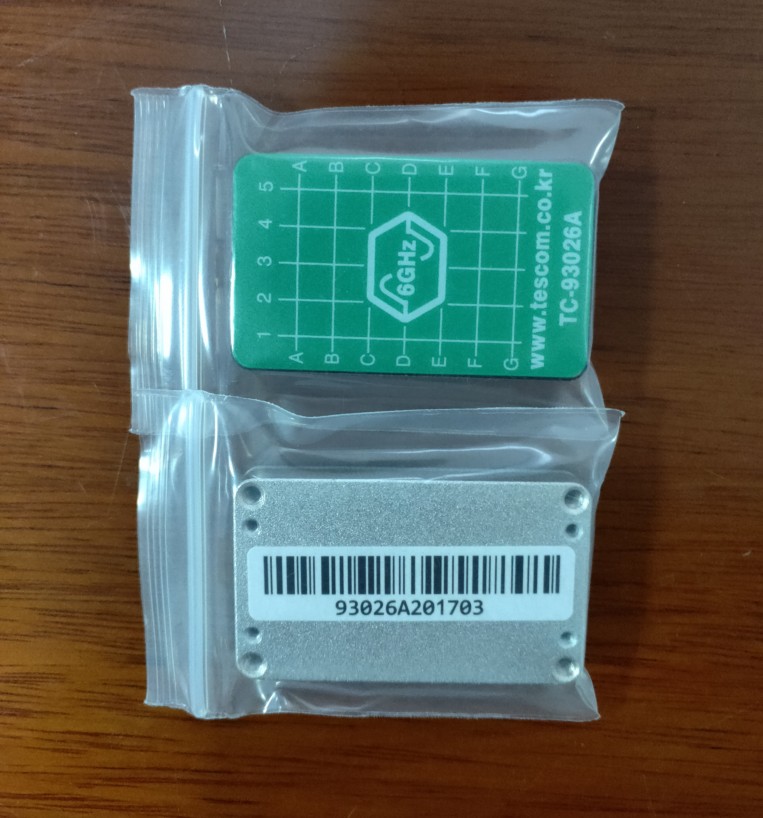 A B C D E F G
5
4
3
2
1
6GHz
A B C D E F G
www.tescom.co.kr
TC-93026A
93026A201703